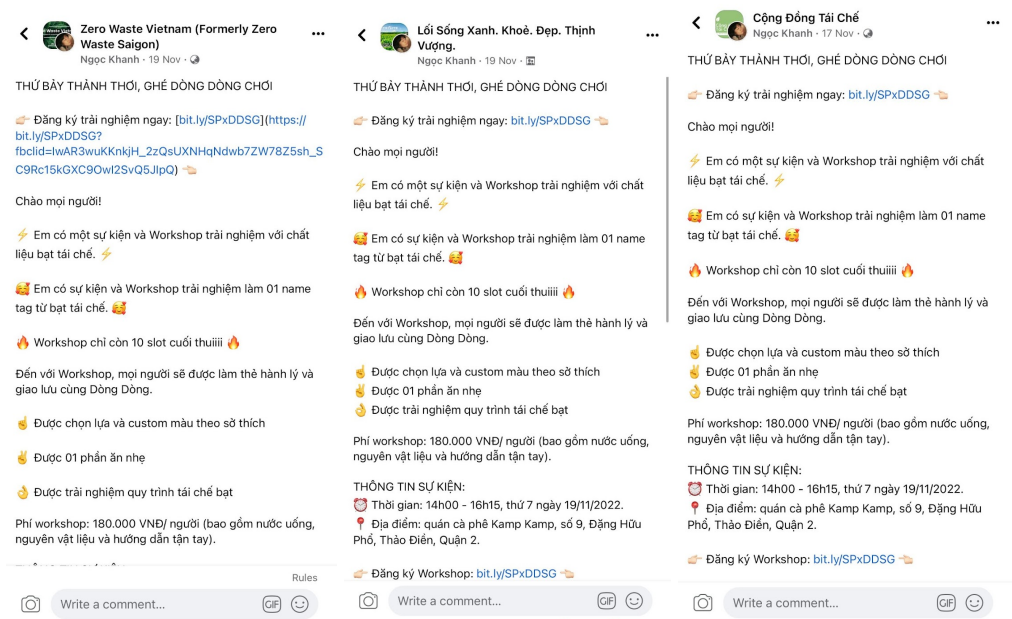 Zero Waste Vietnam (Formerly Zero
Waste Saigon)
Ngọc Khanh · 19 Nov ·
THỨ BẢY THẢNH THƠI, GHÉ DÒNG DÒNG CHƠI
👉🏻 Đăng ký trải nghiệm ngay: [bit.ly/SPxDDSG](https://
bit.ly/SPxDDSG?
fbclid=IwAR3wuKKnkjH_2zQsUXNHqNdwb7ZW78Z5sh_S
C9Rc15kGXC9OwI2SvQ5JIpQ) 👈🏻
Chào mọi người!
⚡ Em có một sự kiện và Workshop trải nghiệm với chất
liệu bạt tái chế. ⚡
🥰 Em có sự kiện và Workshop trải nghiệm làm 01 name
tag từ bạt tái chế. 🥰
🔥 Workshop chỉ còn 10 slot cuối thuiiii 🔥
Đến với Workshop, mọi người sẽ được làm thẻ hành lý và
giao lưu cùng Dòng Dòng.
☝ Được chọn lựa và custom màu theo sở thích
✌ Được 01 phần ăn nhẹ
👌 Được trải nghiệm quy trình tái chế bạt
Phí workshop: 180.000 VNĐ/ người (bao gồm nước uống,
nguyên vật liệu và hướng dẫn tận tay).
Rules
Write a comment...
GIF
Lối Sống Xanh. Khoẻ. Đẹp. Thịnh
Vượng.
Ngọc Khanh · 19 Nov ·
THỨ BẢY THẢNH THƠI, GHÉ DÒNG DÒNG CHƠI
👉🏻 Đăng ký trải nghiệm ngay: bit.ly/SPxDDSG 👈🏻
Chào mọi người!
⚡ Em có một sự kiện và Workshop trải nghiệm với chất
liệu bạt tái chế. ⚡
🥰 Em có sự kiện và Workshop trải nghiệm làm 01 name
tag từ bạt tái chế. 🥰
🔥 Workshop chỉ còn 10 slot cuối thuiiii 🔥
Đến với Workshop, mọi người sẽ được làm thẻ hành lý và
giao lưu cùng Dòng Dòng.
☝ Được chọn lựa và custom màu theo sở thích
✌ Được 01 phần ăn nhẹ
👌 Được trải nghiệm quy trình tái chế bạt
Phí workshop: 180.000 VNĐ/ người (bao gồm nước uống,
nguyên vật liệu và hướng dẫn tận tay).
THÔNG TIN SỰ KIỆN:
⏰ Thời gian: 14h00 - 16h15, thứ 7 ngày 19/11/2022.
📍 Địa điểm: quán cà phê Kamp Kamp, số 9, Đặng Hữu
Phổ, Thảo Điền, Quận 2.
👉🏻 Đăng ký Workshop: bit.ly/SPxDDSG 👈🏻
Write a comment...
GIF
Cộng Đồng Tái Chế
Ngọc Khanh · 17 Nov ·
THỨ BẢY THẢNH THƠI, GHÉ DÒNG DÒNG CHƠI
👉🏻 Đăng ký trải nghiệm ngay: bit.ly/SPxDDSG 👈🏻
Chào mọi người!
⚡ Em có một sự kiện và Workshop trải nghiệm với chất
liệu bạt tái chế. ⚡
🥰 Em có sự kiện và Workshop trải nghiệm làm 01 name
tag từ bạt tái chế. 🥰
🔥 Workshop chỉ còn 10 slot cuối thuiiii 🔥
Đến với Workshop, mọi người sẽ được làm thẻ hành lý và
giao lưu cùng Dòng Dòng.
☝ Được chọn lựa và custom màu theo sở thích
✌ Được 01 phần ăn nhẹ
👌 Được trải nghiệm quy trình tái chế bạt
Phí workshop: 180.000 VNĐ/ người (bao gồm nước uống,
nguyên vật liệu và hướng dẫn tận tay).
THÔNG TIN SỰ KIỆN:
⏰ Thời gian: 14h00 - 16h15, thứ 7 ngày 19/11/2022.
📍 Địa điểm: quán cà phê Kamp Kamp, số 9, Đặng Hữu
Phổ, Thảo Điền, Quận 2.
👉🏻 Đăng ký Workshop: bit.ly/SPxDDSG 👈🏻
Write a comment...
GIF